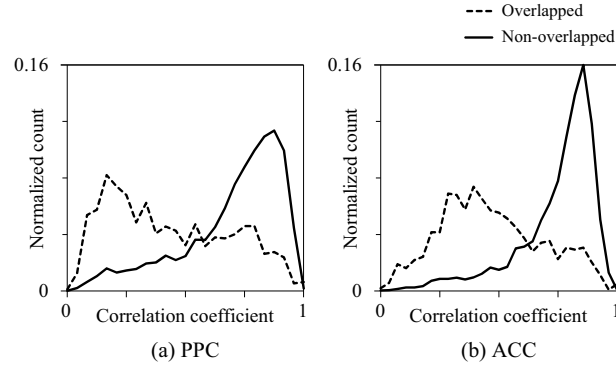 Overlapped
Non-overlapped
0.16
Normalized count
0
0
Correlation coefficient
1
(a) PPC
0.16
Normalized count
0
0
Correlation coefficient
1
(b) ACC